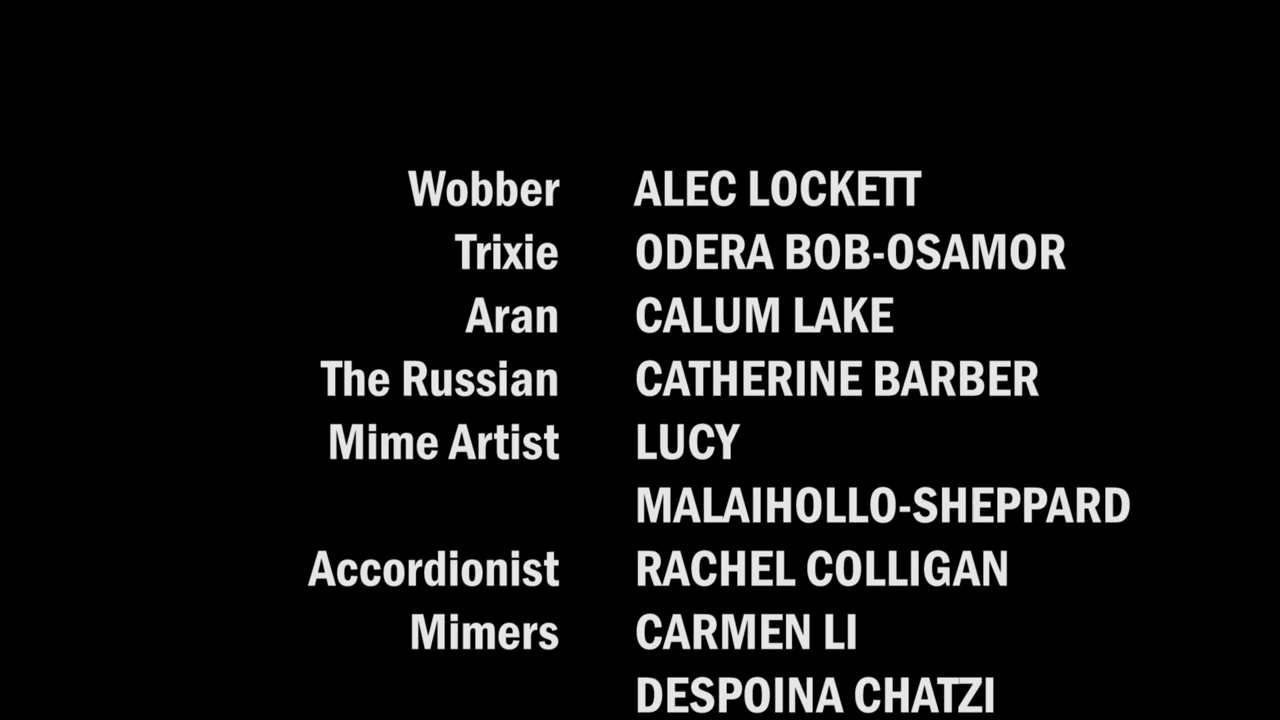 Wobber ALEC LOCKETT
Trixie ODERA BOB-OSAMOR
Aran CALUM LAKE
The Russian CATHERINE BARBER
Mime Artist LUCY
MALAIHOLLO-SHEPPARD
Accordionist RACHEL COLLIGAN
Mimers CARMEN LI
DESPOINA CHATZI